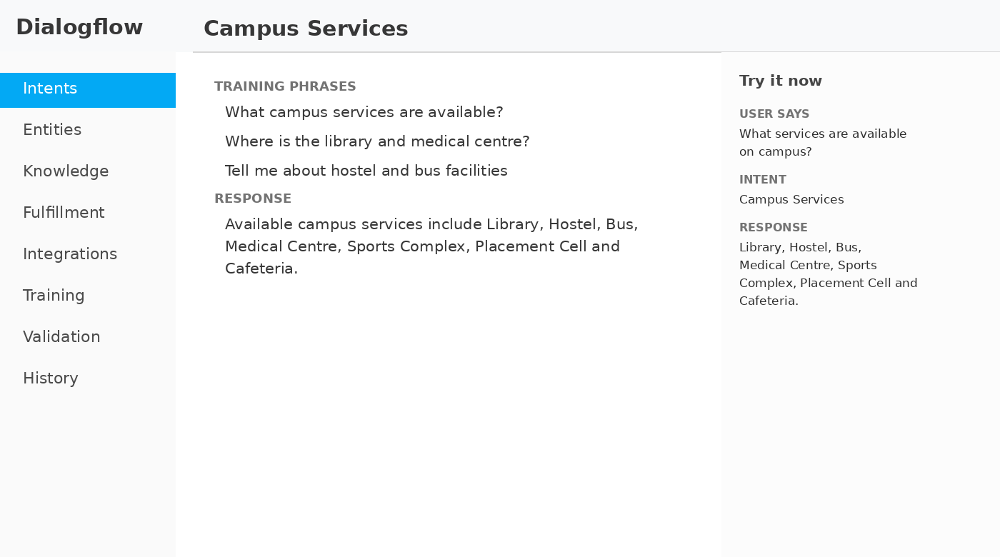 Dialogflow
Campus Services
Intents
Entities
Knowledge
Fulfillment
Integrations
Training
Validation
History
TRAINING PHRASES
What campus services are available?
Where is the library and medical centre?
Tell me about hostel and bus facilities
RESPONSE
Available campus services include Library, Hostel, Bus,
Medical Centre, Sports Complex, Placement Cell and
Cafeteria.
Try it now
USER SAYS
What services are available
on campus?
INTENT
Campus Services
RESPONSE
Library, Hostel, Bus,
Medical Centre, Sports
Complex, Placement Cell and
Cafeteria.